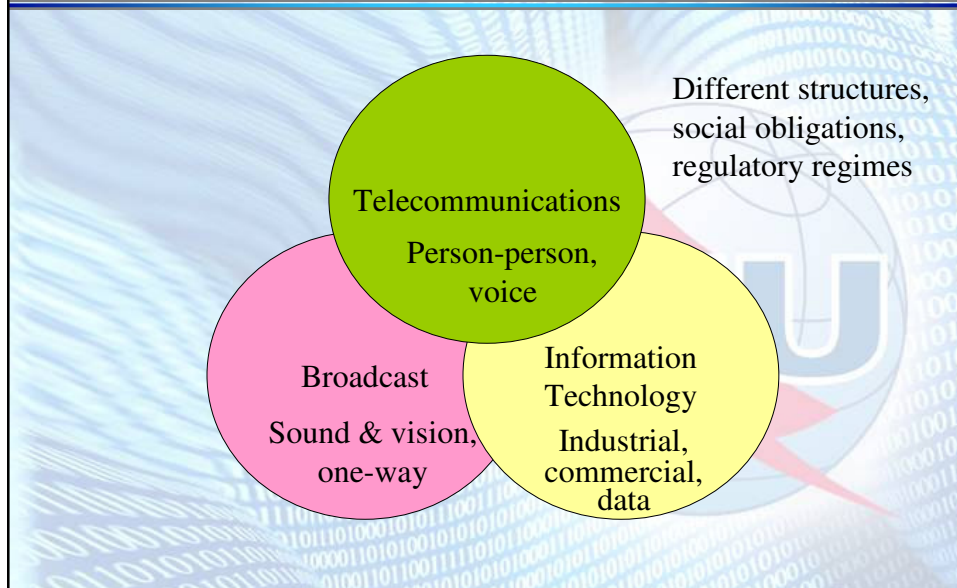 Different structures,
social obligations,
regulatory regimes
Telecommunications
Person-person,
voice
Broadcast
Sound & vision,
one-way
Information
Technology
Industrial,
commercial,
data
U